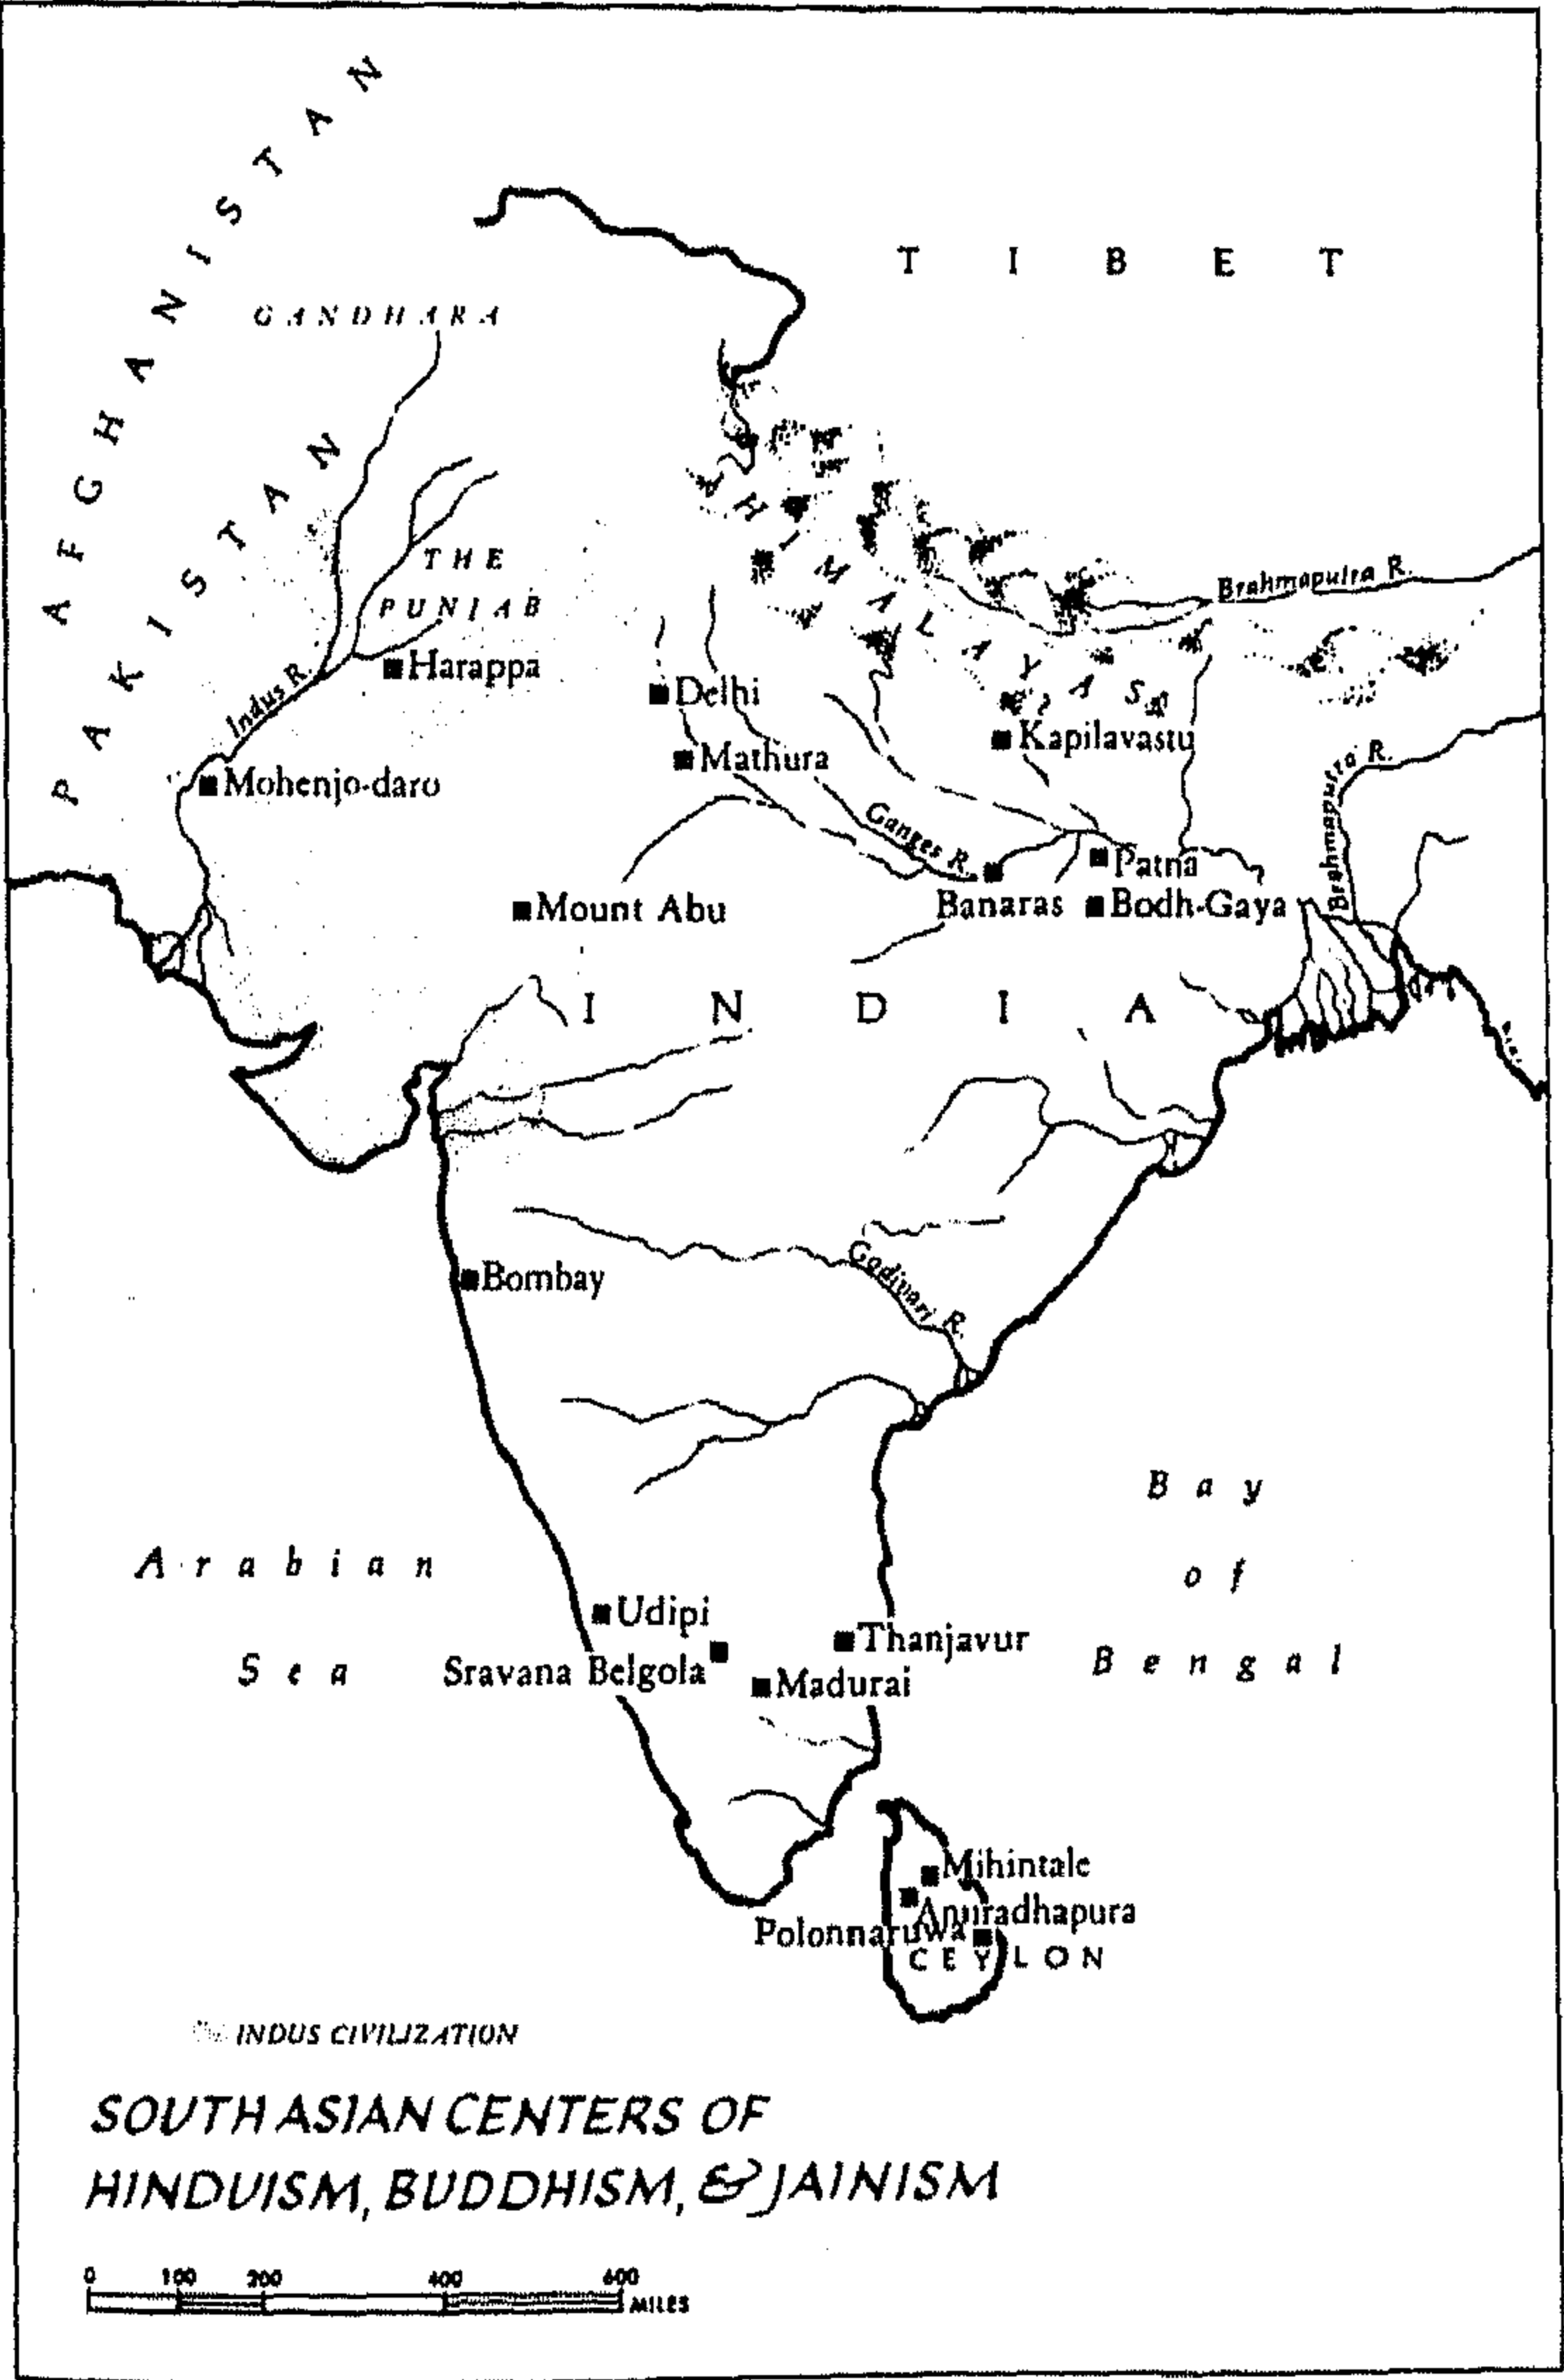 AFGHANISTAN
TIBET
GANDHARA
PAKISTAN
HIMALAYAS
THE
PUNJAB
Brahmaputra R.
Harappa
Indus R.
Delhi
Kapilavastu
Mathura
Brahmaputra R.
Mohenjo-daro
Ganges R.
Patna
Banaras
Bodh-Gaya
Mount Abu
INDIA
Bombay
Godivari R.
Bay
of
Bengal
Arabian
Sea
Udipi
Thanjavur
Sravana Belgola
Madurai
Mihintale
Anuradhapura
Polonnaruwa
CEYLON
INDUS CIVILIZATION
SOUTH ASIAN CENTERS OF
HINDUISM, BUDDHISM, & JAINISM
0 100 200 400 600
MILES